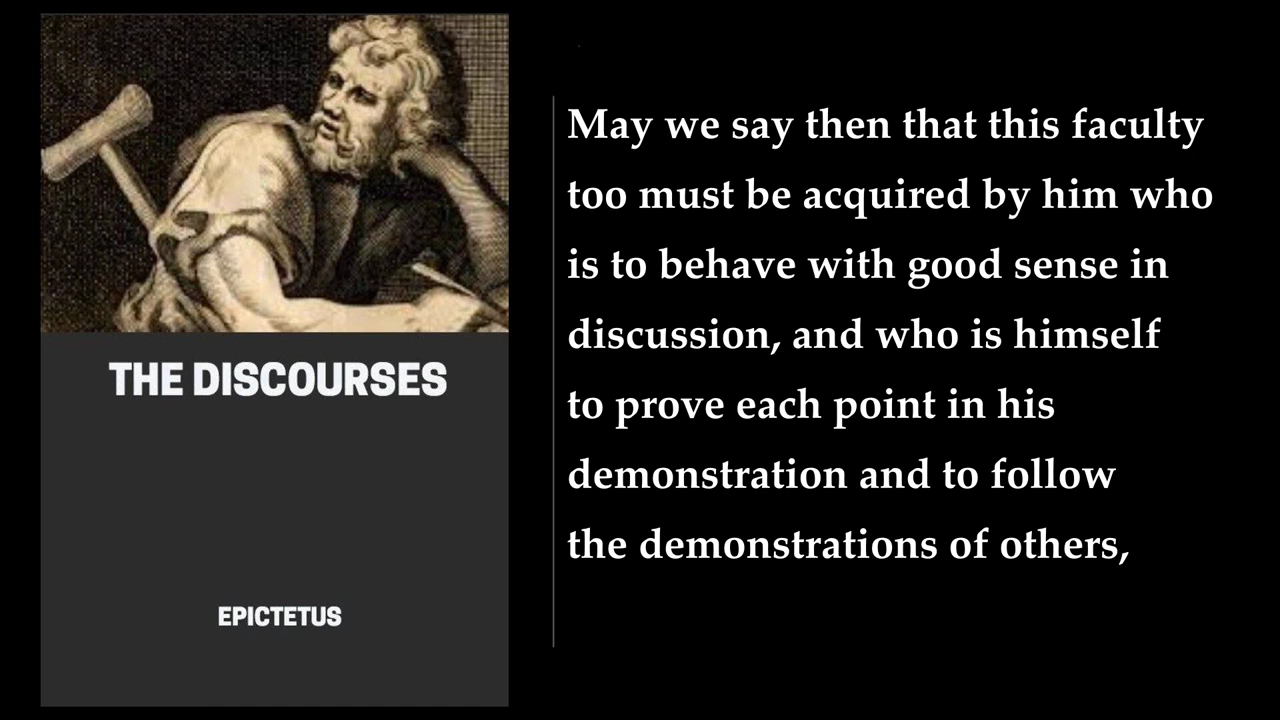 THE DISCOURSES
EPICTETUS
May we say then that this faculty
too must be acquired by him who
is to behave with good sense in
discussion, and who is himself
to prove each point in his
demonstration and to follow
the demonstrations of others,